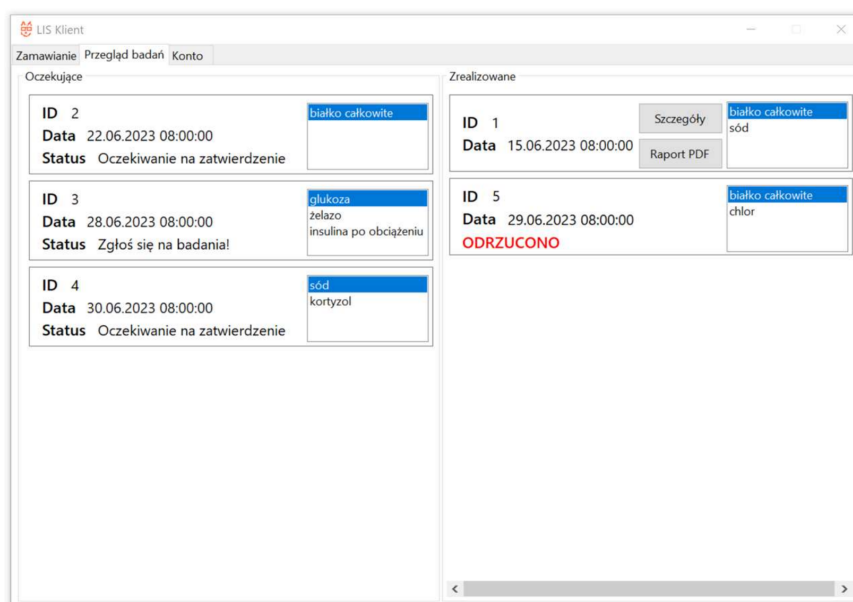 LIS Klient
Zamawianie Przegląd badań Konto
Oczekujące
ID 2
Data 22.06.2023 08:00:00
Status Oczekiwanie na zatwierdzenie
białko całkowite
ID 3
Data 28.06.2023 08:00:00
Status Zgłoś się na badania!
glukoza
żelazo
insulina po obciążeniu
ID 4
Data 30.06.2023 08:00:00
Status Oczekiwanie na zatwierdzenie
sód
kortyzol
Zrealizowane
ID 1
Data 15.06.2023 08:00:00
Szczegóły
Raport PDF
białko całkowite
sód
ID 5
Data 29.06.2023 08:00:00
ODRZUCONO
białko całkowite
chlor